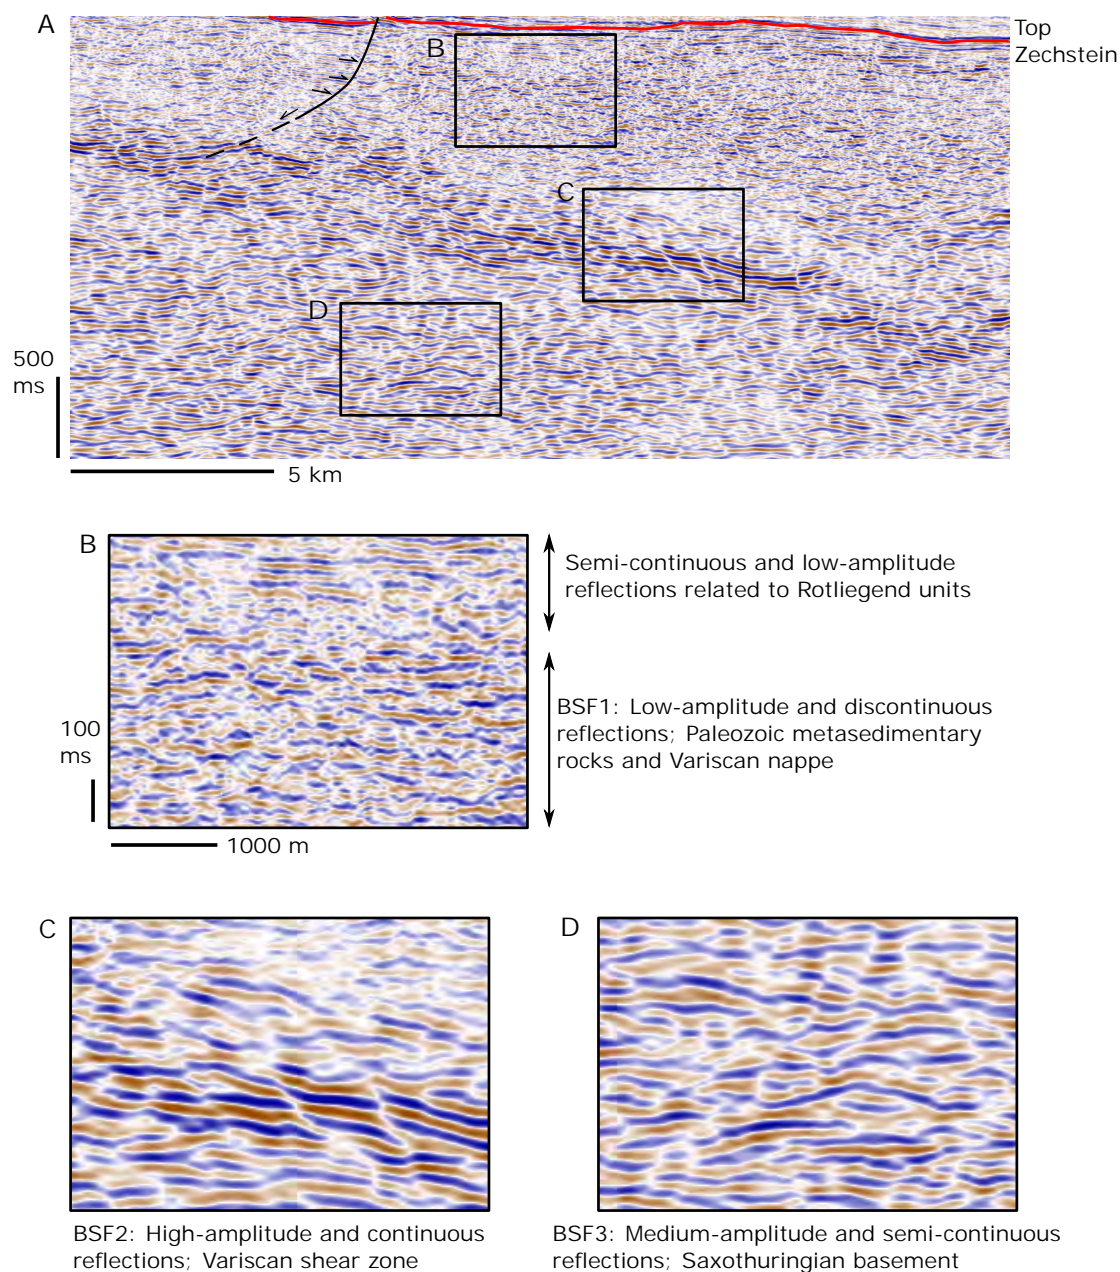 A
Top
Zechstein
B
C
D
500
ms
5 km
B
Semi-continuous and low-amplitude
reflections related to Rotliegend units
BSF1: Low-amplitude and discontinuous
reflections; Paleozoic metasedimentary
rocks and Variscan nappe
100
ms
1000 m
C
D
BSF2: High-amplitude and continuous
reflections; Variscan shear zone
BSF3: Medium-amplitude and semi-continuous
reflections; Saxothuringian basement